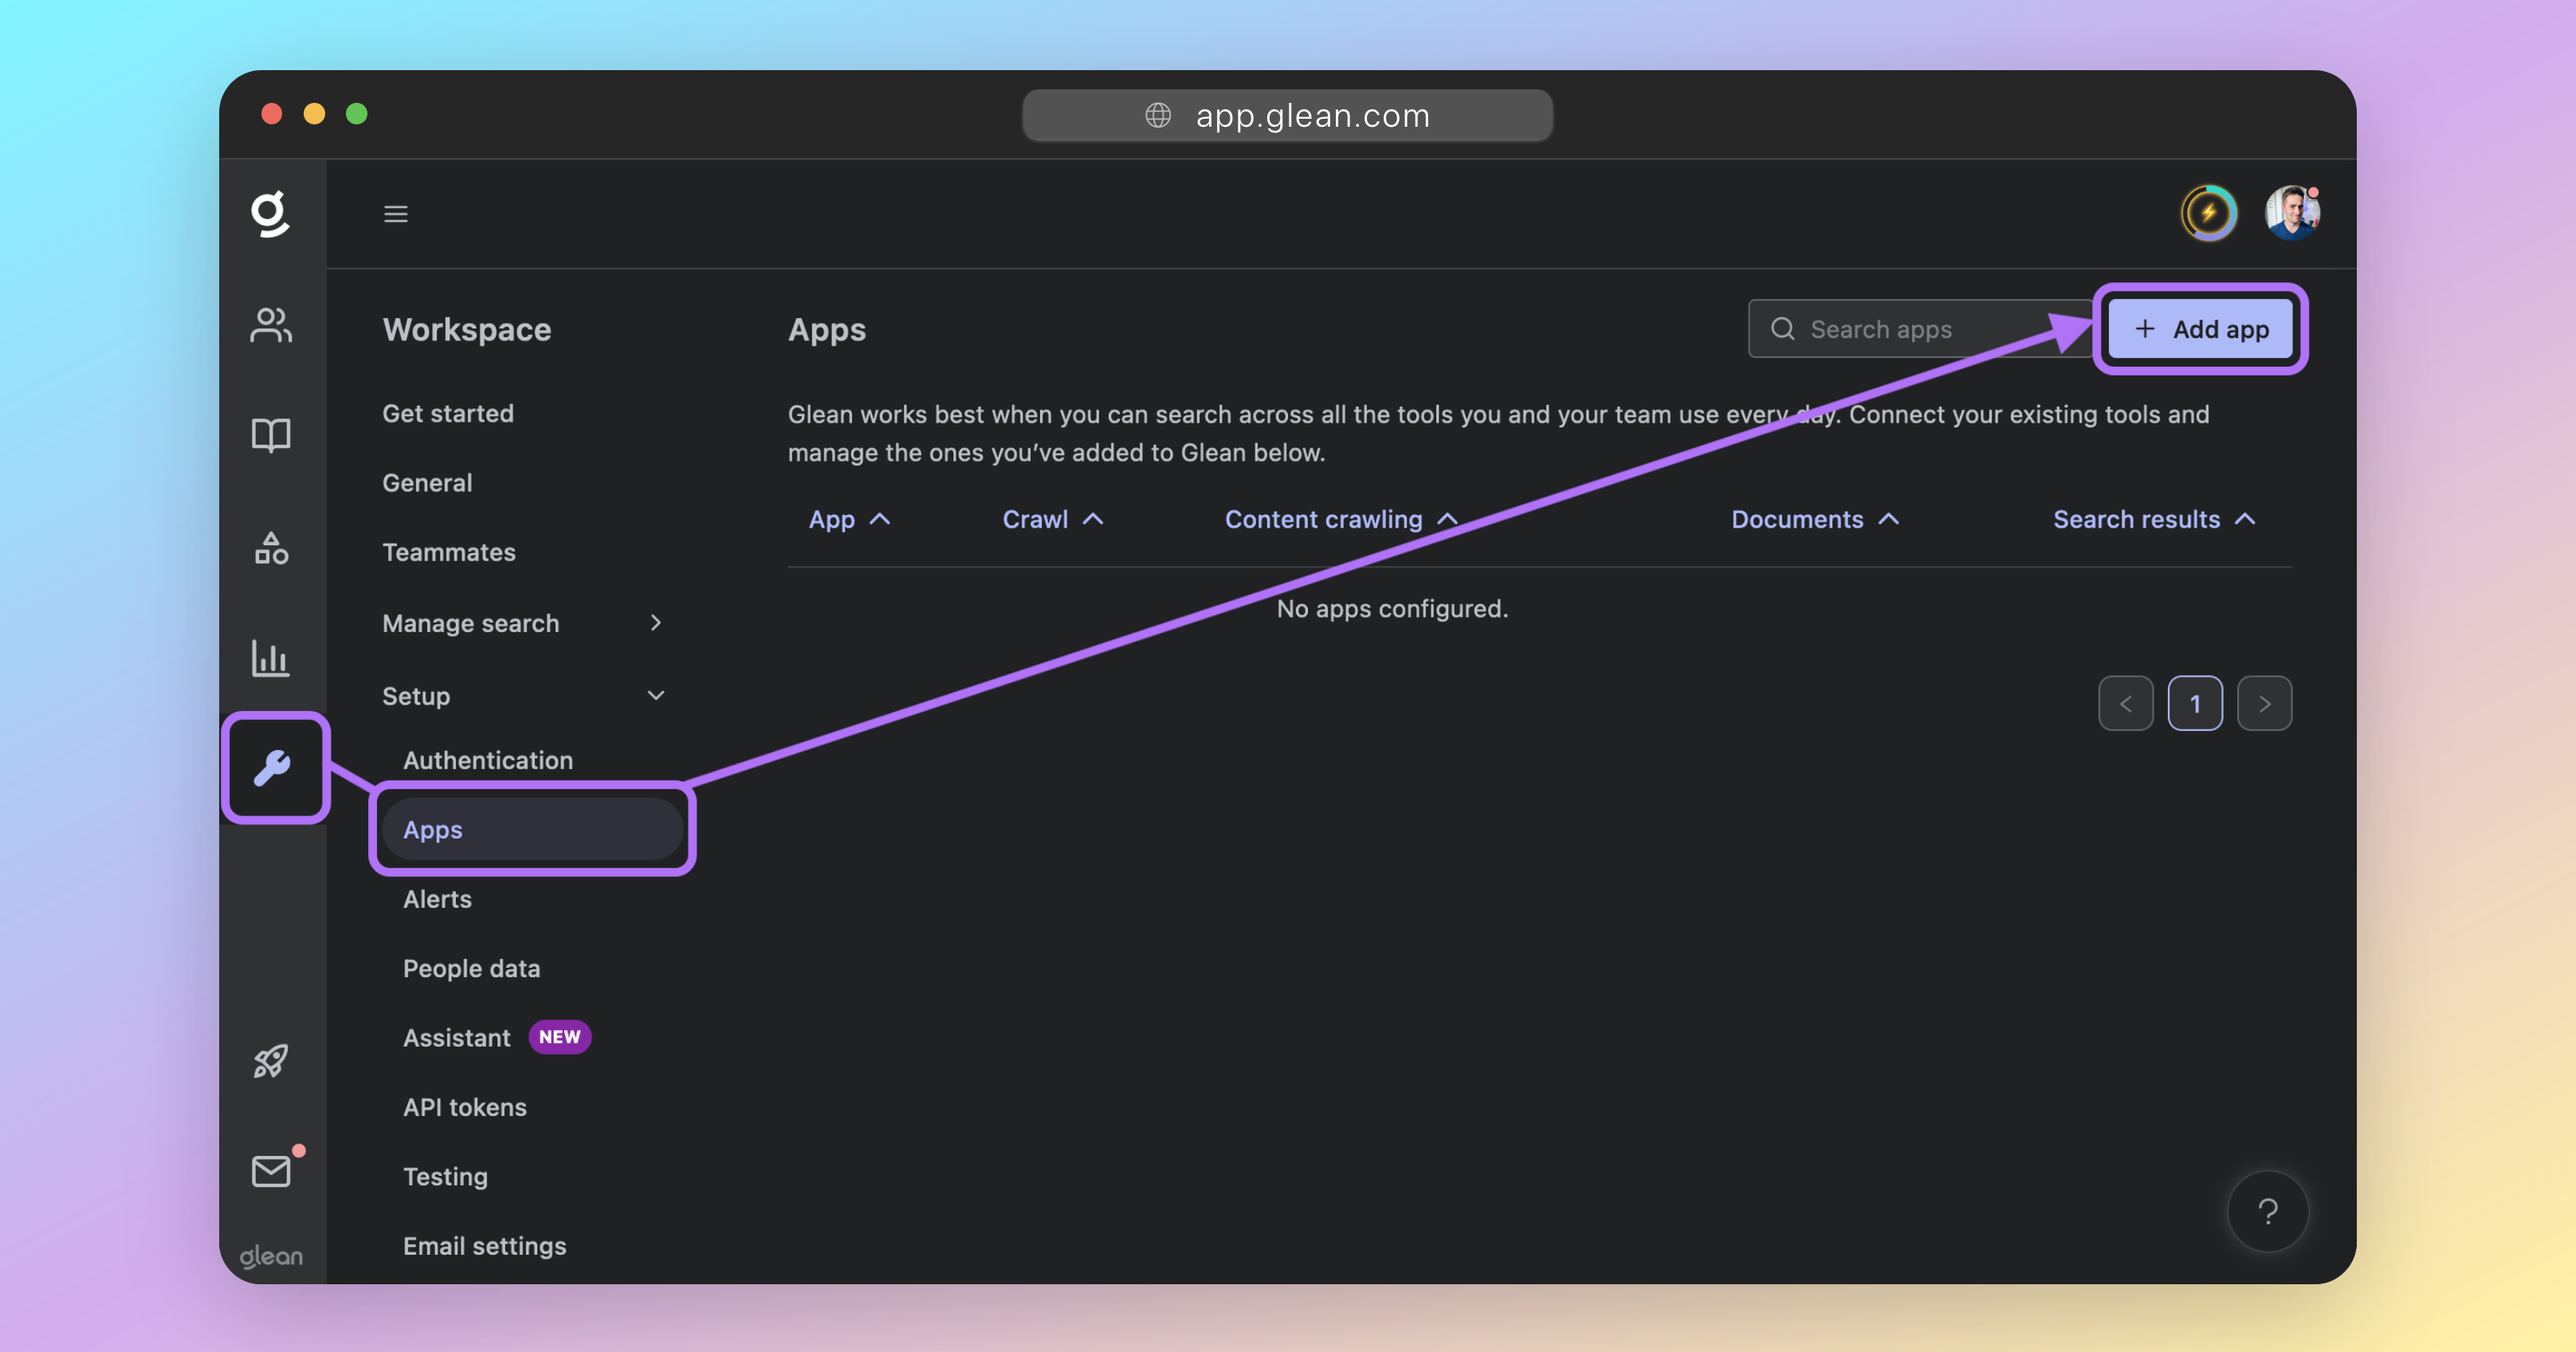 app.glean.com
g
Workspace
Get started
General
Teammates
Manage search
Setup
Authentication
Apps
Alerts
People data
Assistant NEW
API tokens
Testing
Email settings
glean
Apps
Search apps
+ Add app
Glean works best when you can search across all the tools you and your team use every day. Connect your existing tools and
manage the ones you’ve added to Glean below.
App Crawl Content crawling Documents Search results
No apps configured.
< 1 >
?